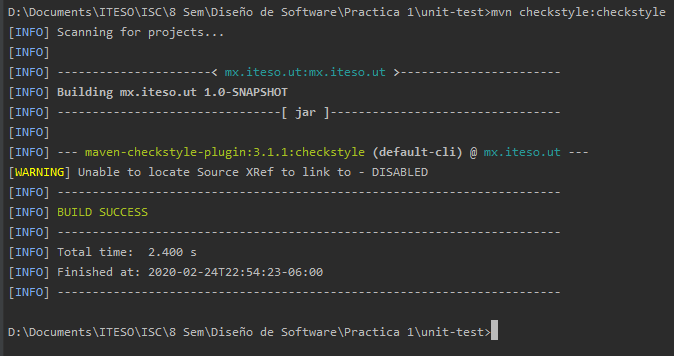 D:\Documents\ITESO\ISC\8 Sem\Diseño de Software\Practica 1\unit-test>mvn checkstyle:checkstyle
[INFO] Scanning for projects...
[INFO]
[INFO] ----------------------< mx.iteso.ut:mx.iteso.ut >-----------------------
[INFO] Building mx.iteso.ut 1.0-SNAPSHOT
[INFO] --------------------------------[ jar ]---------------------------------
[INFO]
[INFO] --- maven-checkstyle-plugin:3.1.1:checkstyle (default-cli) @ mx.iteso.ut ---
[WARNING] Unable to locate Source XRef to link to - DISABLED
[INFO] ------------------------------------------------------------------------
[INFO] BUILD SUCCESS
[INFO] ------------------------------------------------------------------------
[INFO] Total time:  2.400 s
[INFO] Finished at: 2020-02-24T22:54:23-06:00
[INFO] ------------------------------------------------------------------------
D:\Documents\ITESO\ISC\8 Sem\Diseño de Software\Practica 1\unit-test>